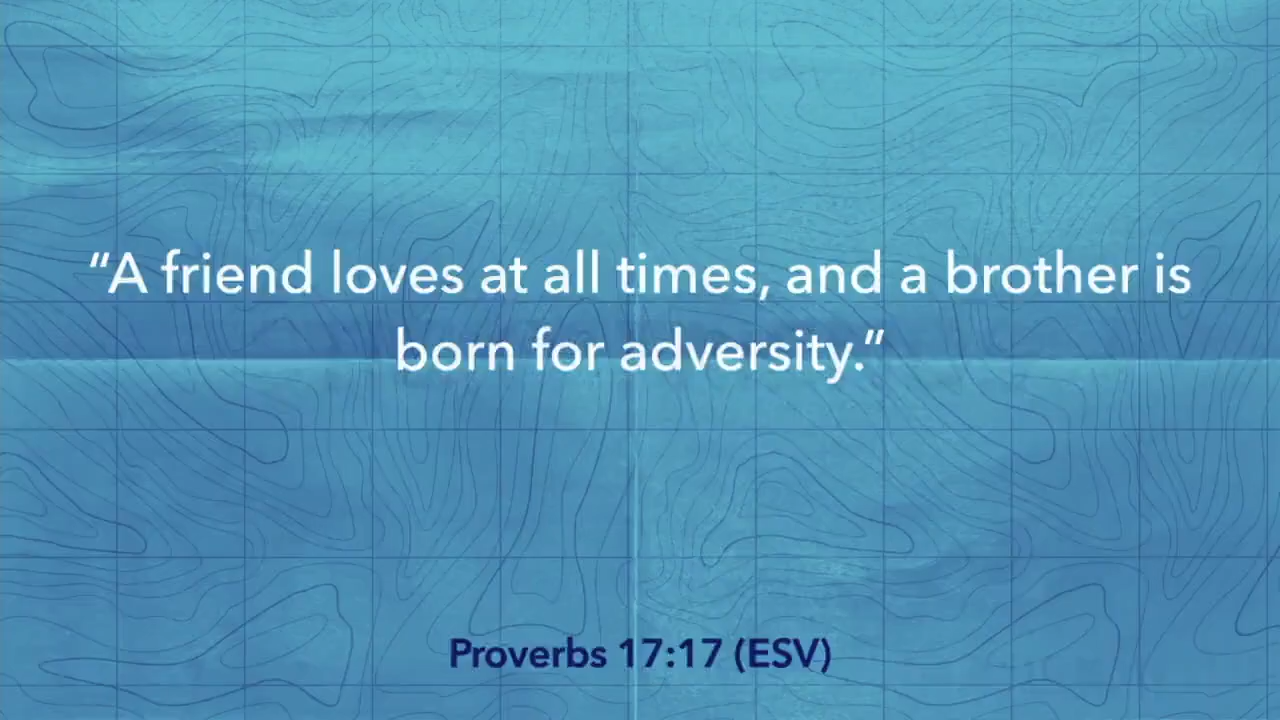 “A friend loves at all times, and a brother is
born for adversity.”
Proverbs 17:17 (ESV)